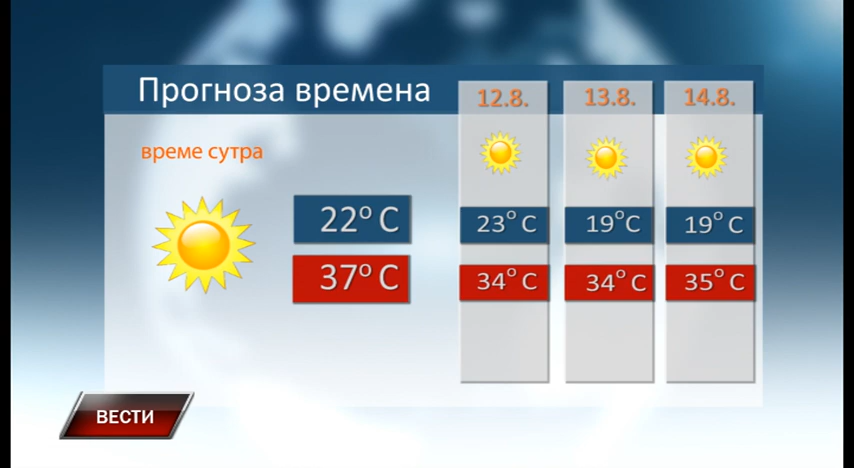 Прогноза времена
време сутра
22° C
37° C
12.8.
23° C
34° C
13.8.
19°C
34° C
14.8.
19° C
35° C
ВЕСТИ